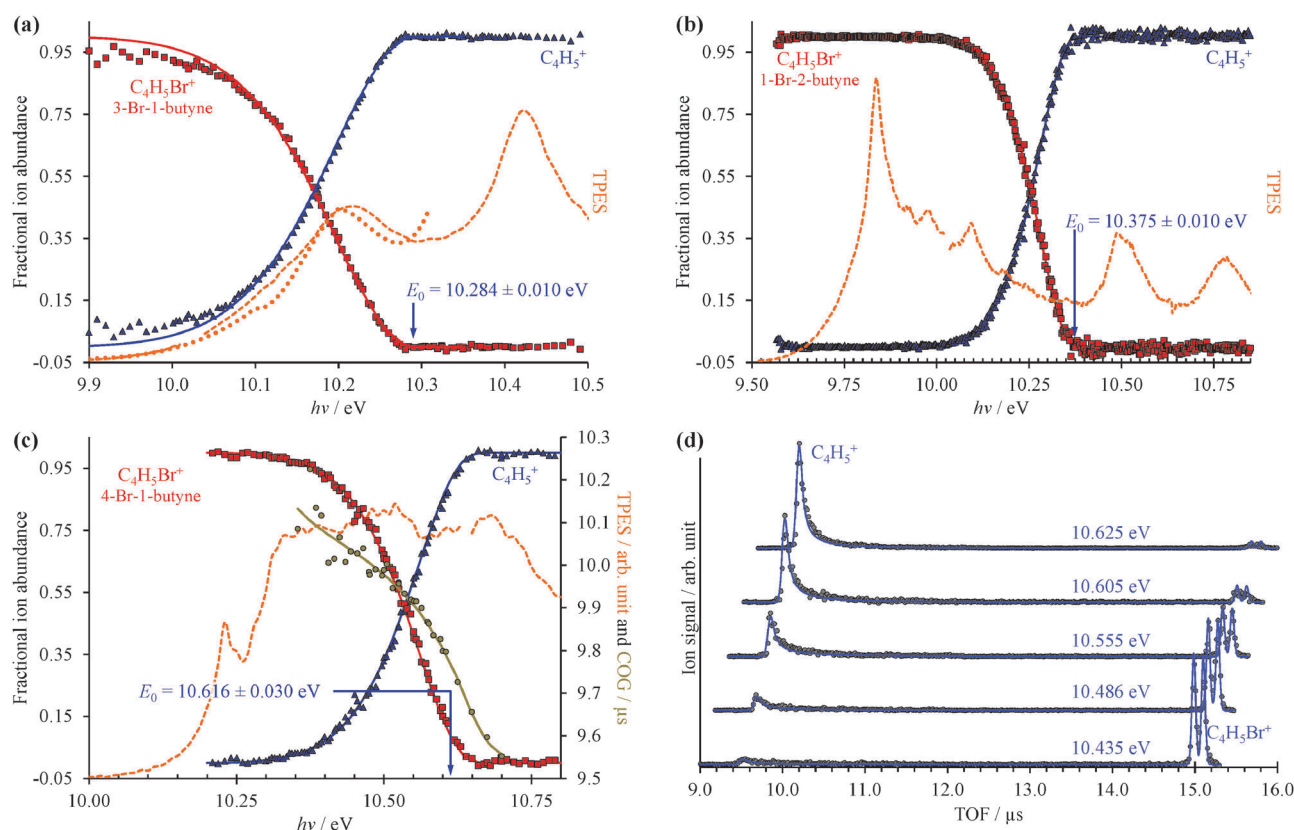 (a)
0.95
0.75
0.55
0.35
0.15
-0.05
Fractional ion abundance
C₄H₅Br⁺
3-Br-1-butyne
C₄H₅⁺
TPES
E₀ = 10.284 ± 0.010 eV
9.9
10.0
10.1
10.2
10.3
10.4
10.5
hν / eV
(b)
0.95
0.75
0.55
0.35
0.15
-0.05
Fractional ion abundance
C₄H₅Br⁺
1-Br-2-butyne
C₄H₅⁺
TPES
E₀ = 10.375 ± 0.010 eV
9.50
9.75
10.00
10.25
10.50
10.75
hν / eV
(c)
0.95
0.75
0.55
0.35
0.15
-0.05
Fractional ion abundance
C₄H₅Br⁺
4-Br-1-butyne
C₄H₅⁺
E₀ = 10.616 ± 0.030 eV
10.3
10.2
10.1
10.0
9.9
9.8
9.7
9.6
9.5
TPES / arb. unit and COG / µs
10.00
10.25
10.50
10.75
hν / eV
(d)
Ion signal / arb. unit
C₄H₅⁺
10.625 eV
10.605 eV
10.555 eV
10.486 eV
C₄H₅Br⁺
10.435 eV
9.0
10.0
11.0
12.0
13.0
14.0
15.0
16.0
TOF / µs